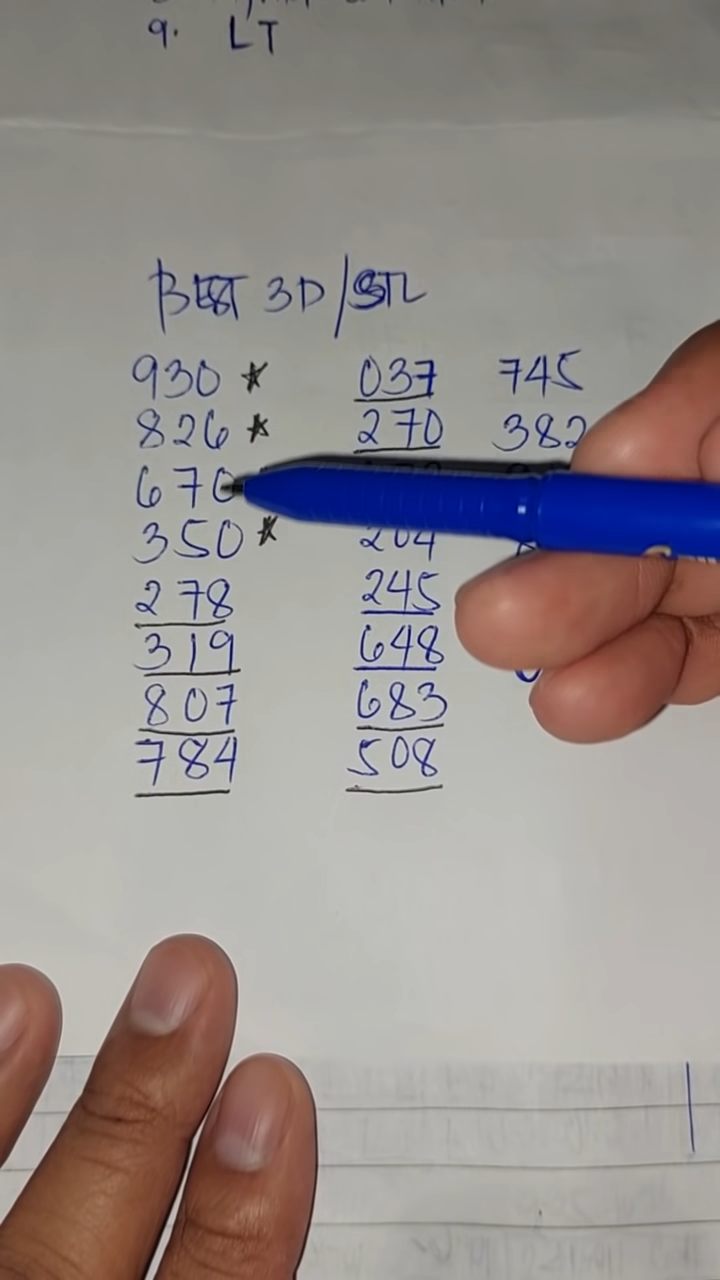 9. LT
BEST 3D/STL
930 * 037 745
826 * 270 382
670
350 * 204
278 245
319 648
807 683
784 508